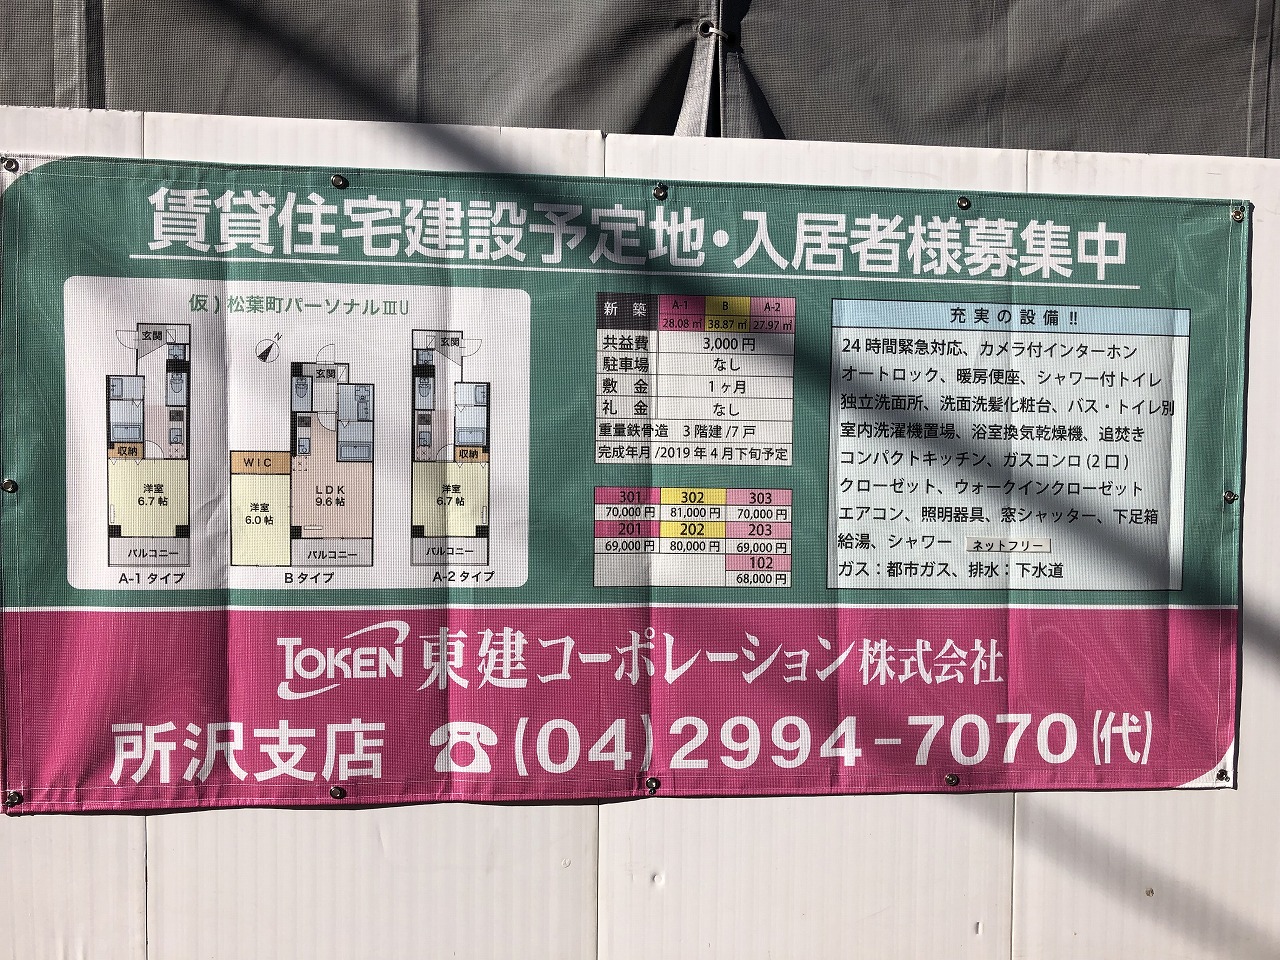 賃貸住宅建設予定地・入居者様募集中
仮）松葉町パーソナルⅢU
玄関
収納
洋室
6.7帖
バルコニー
A-1タイプ
N
玄関
WIC
洋室
6.0帖
LDK
9.6帖
バルコニー
Bタイプ
玄関
収納
洋室
6.7帖
バルコニー
A-2タイプ
新築 A-1 B A-2
28.08㎡ 38.87㎡ 27.97㎡
共益費 3,000円
駐車場 なし
敷金 1ヶ月
礼金 なし
重量鉄骨造 3階建/7戸
完成年月/2019年4月下旬予定
301 302 303
70,000円 81,000円 70,000円
201 202 203
69,000円 80,000円 69,000円
102
68,000円
充実の設備!!
24時間緊急対応、カメラ付インターホン
オートロック、暖房便座、シャワー付トイレ
独立洗面所、洗面洗髪化粧台、バス・トイレ別
室内洗濯機置場、浴室換気乾燥機、追焚き
コンパクトキッチン、ガスコンロ(2口)
クローゼット、ウォークインクローゼット
エアコン、照明器具、窓シャッター、下足箱
給湯、シャワー ネットフリー
ガス：都市ガス、排水：下水道
TOKEN 東建コーポレーション株式会社
所沢支店 ☎(04)2994-7070(代)